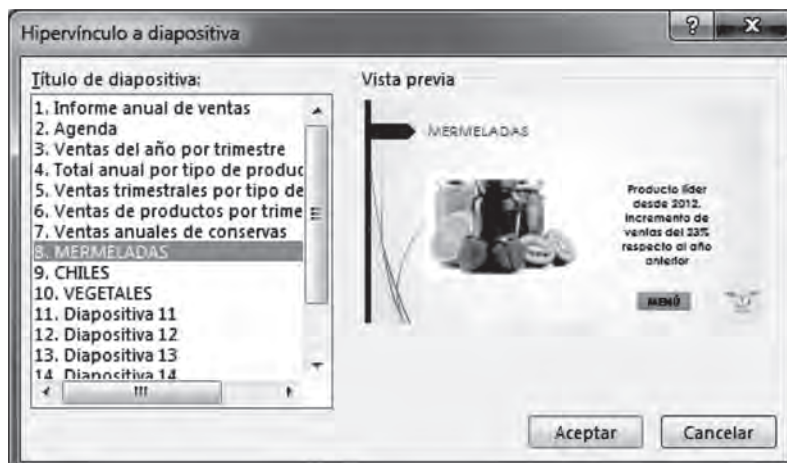 Hipervínculo a diapositiva
Título de diapositiva:
1. Informe anual de ventas
2. Agenda
3. Ventas del año por trimestre
4. Total anual por tipo de produc
5. Ventas trimestrales por tipo de
6. Ventas de productos por trime
7. Ventas anuales de conservas
8. MERMELADAS
9. CHILES
10. VEGETALES
11. Diapositiva 11
12. Diapositiva 12
13. Diapositiva 13
14. Diapositiva 14
Vista previa
MERMELADAS
Producto líder
desde 2012.
Incremento de
ventas del 23%
respecto al año
anterior
MENÚ
Aceptar
Cancelar